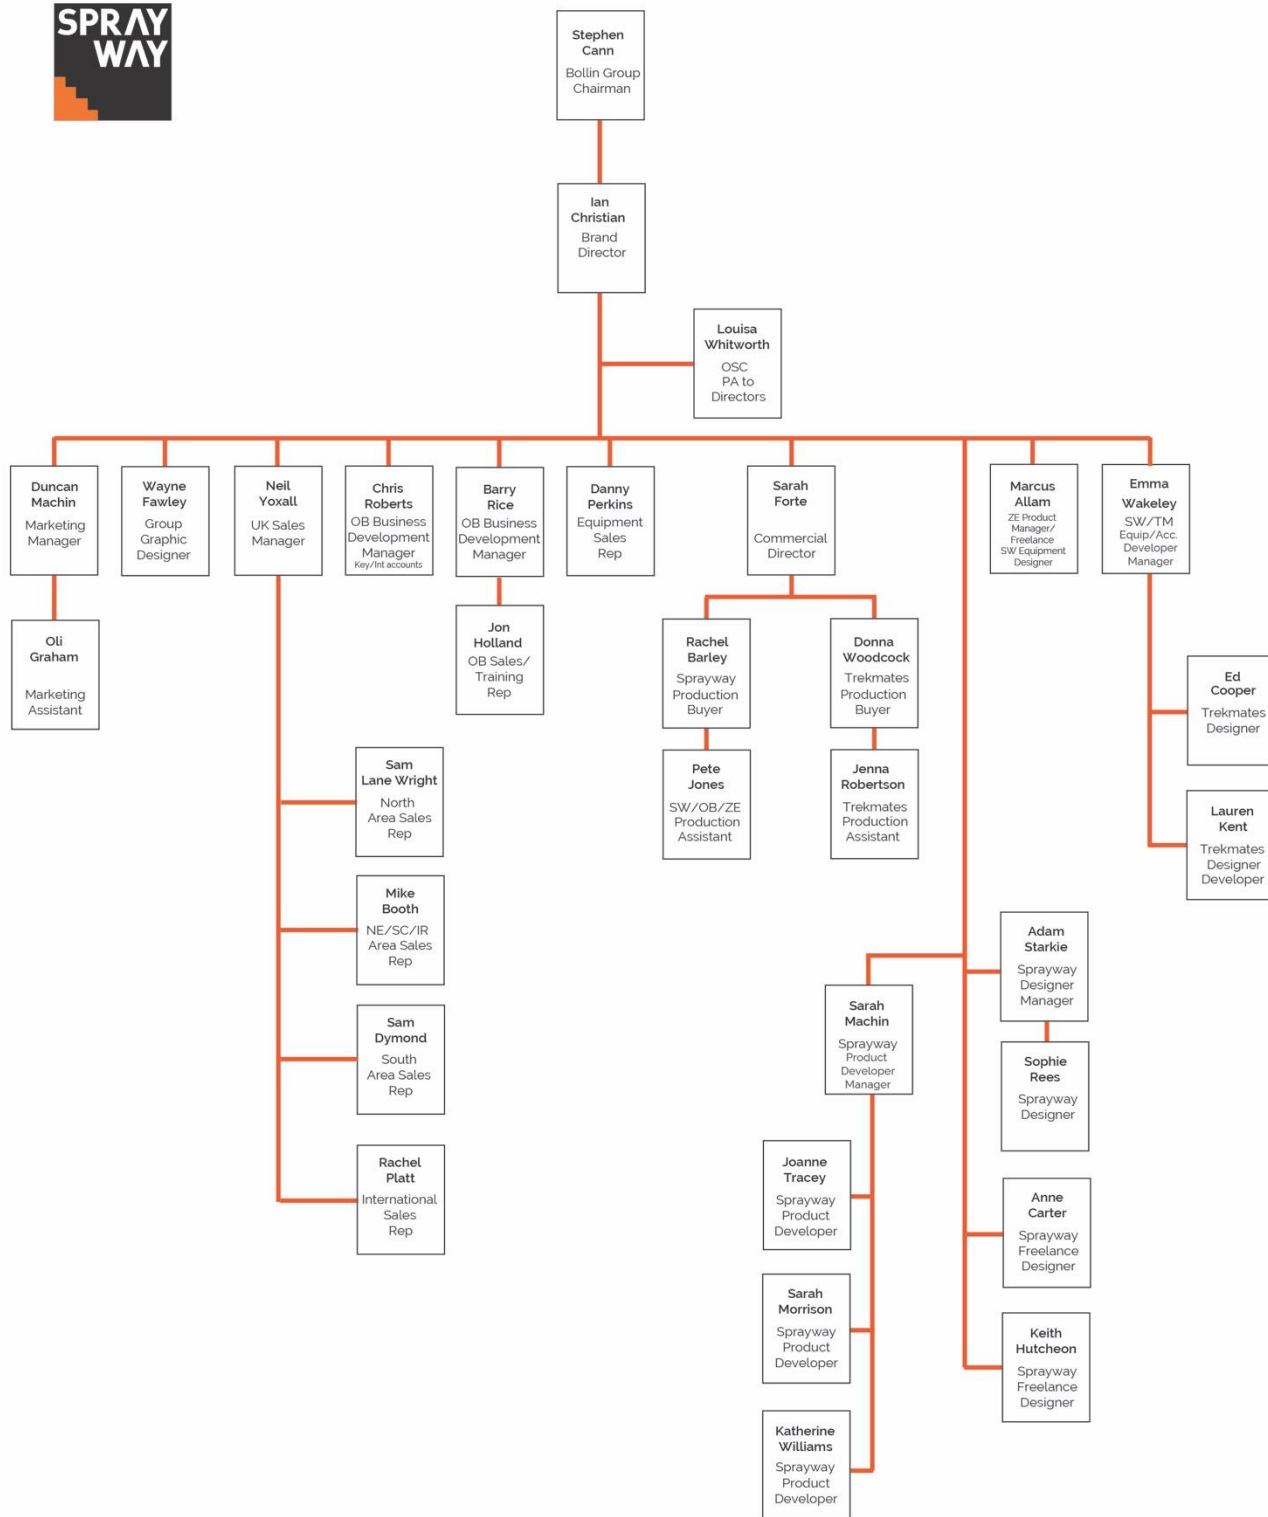 SPRAY
WAY
Stephen
Cann
Bollin Group
Chairman
Ian
Christian
Brand
Director
Louisa
Whitworth
OSC
PA to
Directors
Duncan
Machin
Marketing
Manager
Wayne
Fawley
Group
Graphic
Designer
Neil
Yoxall
UK Sales
Manager
Chris
Roberts
OB Business
Development
Manager
Key/Int accounts
Barry
Rice
OB Business
Development
Manager
Danny
Perkins
Equipment
Sales
Rep
Sarah
Forte
Commercial
Director
Marcus
Allam
ZE Product
Manager/
Freelance
SW Equipment
Designer
Emma
Wakeley
SW/TM
Equip/Acc.
Developer
Manager
Oli
Graham
Marketing
Assistant
Jon
Holland
OB Sales/
Training
Rep
Rachel
Barley
Sprayway
Production
Buyer
Donna
Woodcock
Trekmates
Production
Buyer
Ed
Cooper
Trekmates
Designer
Sam
Lane Wright
North
Area Sales
Rep
Pete
Jones
SW/OB/ZE
Production
Assistant
Jenna
Robertson
Trekmates
Production
Assistant
Lauren
Kent
Trekmates
Designer
Developer
Mike
Booth
NE/SC/IR
Area Sales
Rep
Adam
Starkie
Sprayway
Designer
Manager
Sam
Dymond
South
Area Sales
Rep
Sarah
Machin
Sprayway
Product
Developer
Manager
Sophie
Rees
Sprayway
Designer
Rachel
Platt
International
Sales
Rep
Joanne
Tracey
Sprayway
Product
Developer
Anne
Carter
Sprayway
Freelance
Designer
Sarah
Morrison
Sprayway
Product
Developer
Keith
Hutcheon
Sprayway
Freelance
Designer
Katherine
Williams
Sprayway
Product
Developer